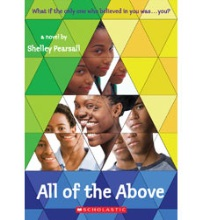 What if the only one who believed in you was... you?
a novel by
Shelley Pearsall
All of the Above
SCHOLASTIC